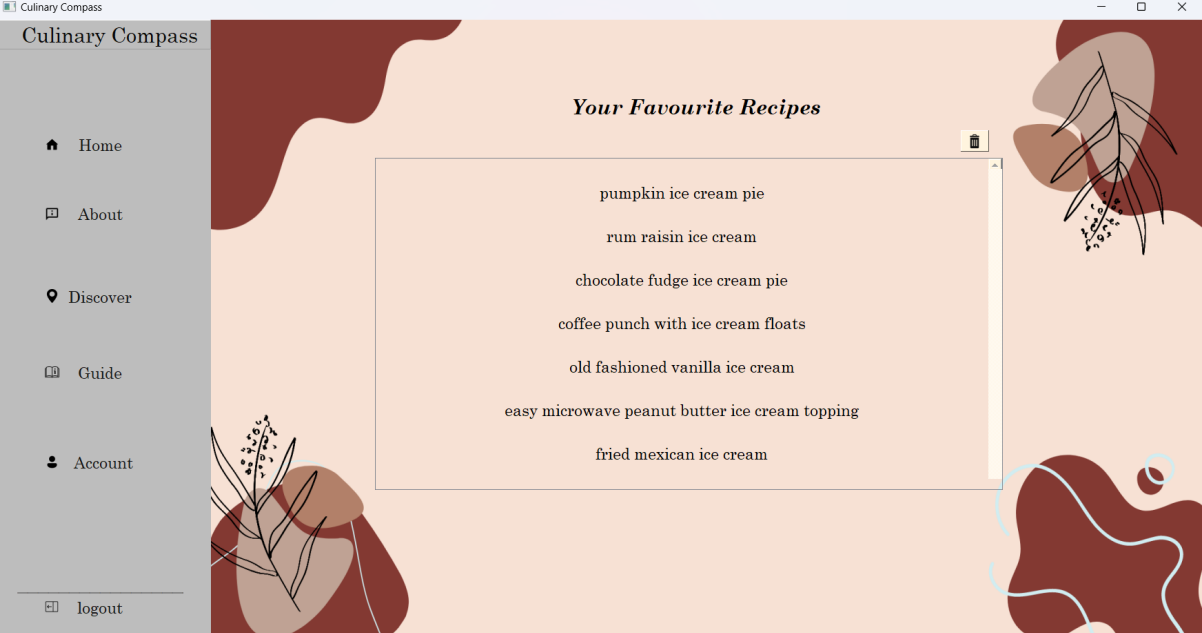 Culinary Compass
Culinary Compass
Home
About
Discover
Guide
Account
logout
Your Favourite Recipes
pumpkin ice cream pie
rum raisin ice cream
chocolate fudge ice cream pie
coffee punch with ice cream floats
old fashioned vanilla ice cream
easy microwave peanut butter ice cream topping
fried mexican ice cream